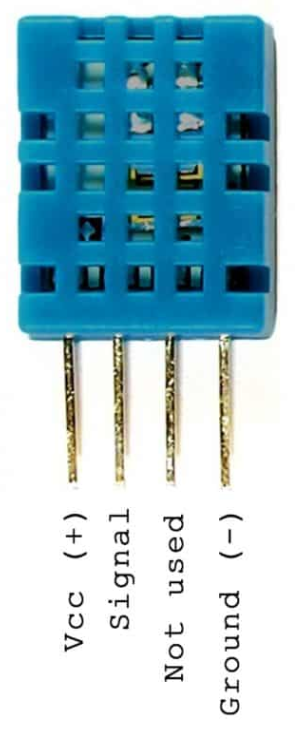 Vcc (+)
Signal
Not used
Ground (-)